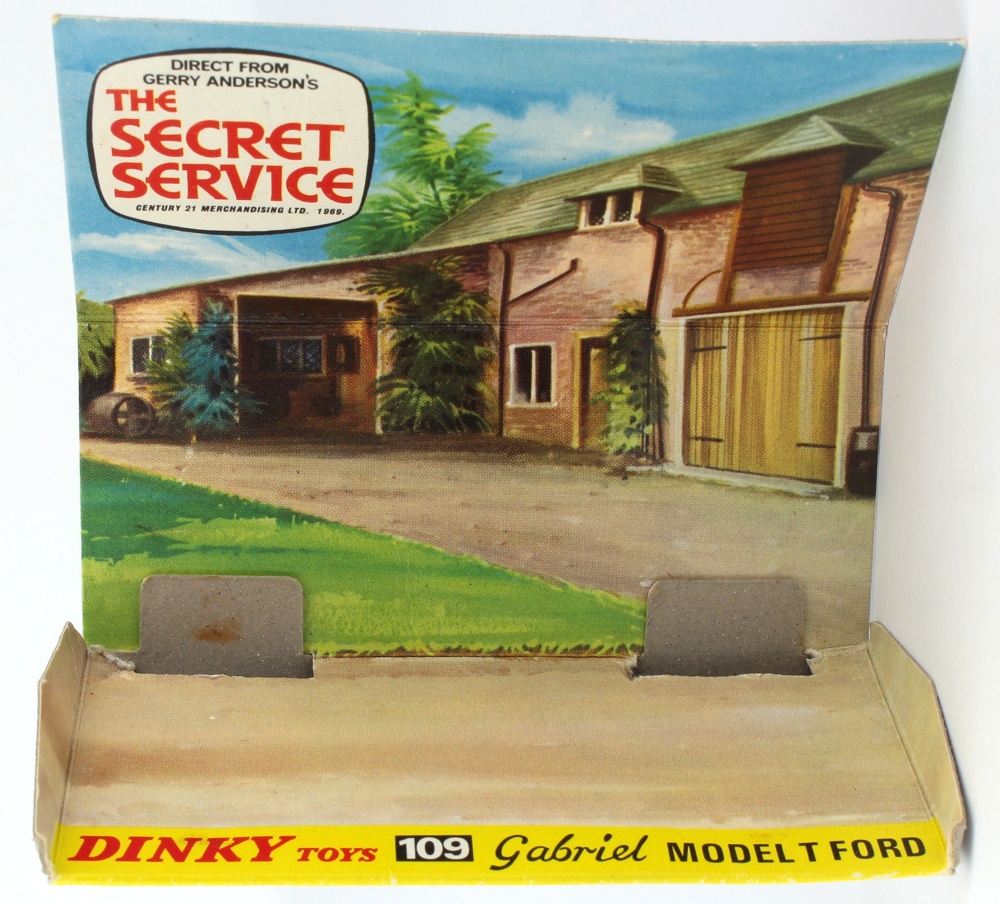 DIRECT FROM
GERRY ANDERSON'S
THE
SECRET
SERVICE
CENTURY 21 MERCHANDISING LTD. 1969.
DINKY TOYS 109 Gabriel MODEL T FORD